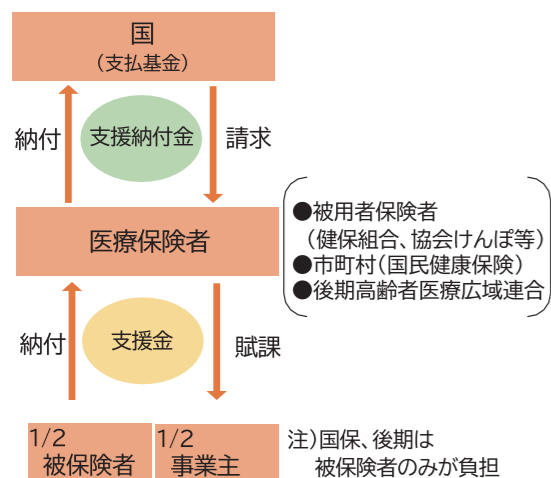 国
（支払基金）
納付
支援納付金
請求
医療保険者
●被用者保険者
（健保組合、協会けんぽ等）
●市町村（国民健康保険）
●後期高齢者医療広域連合
納付
支援金
賦課
1/2
被保険者
1/2
事業主
注）国保、後期は
被保険者のみが負担